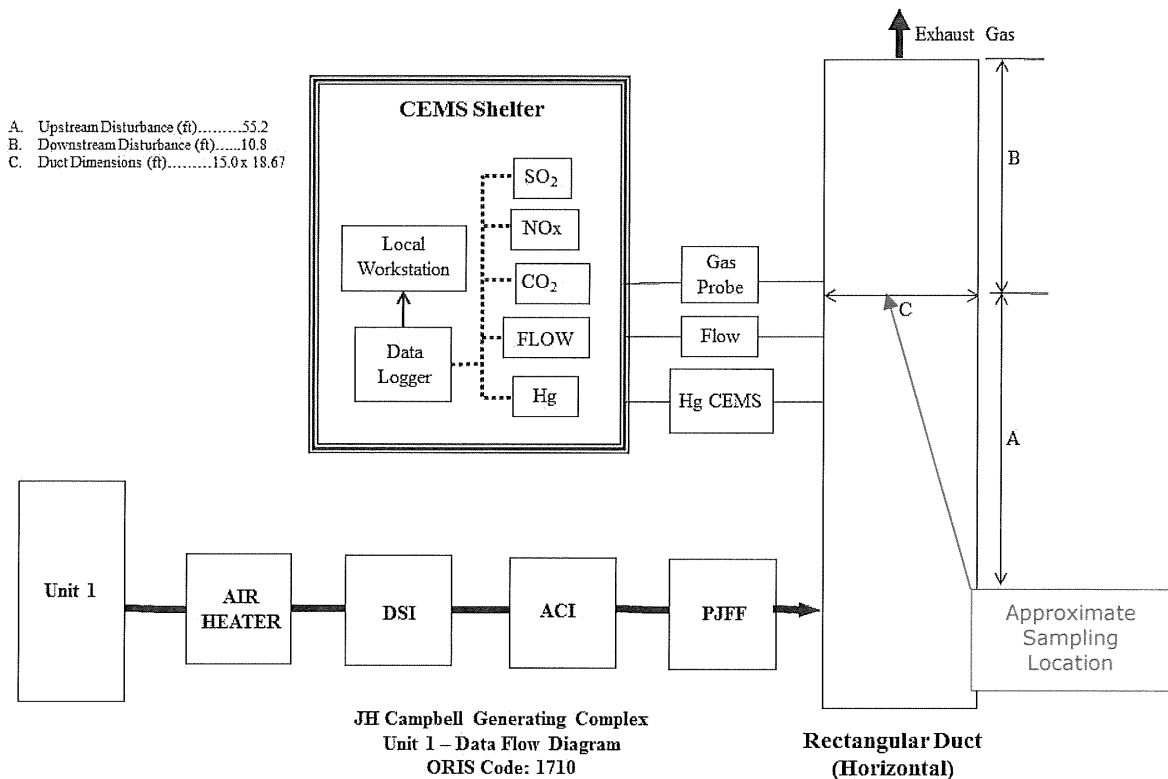 Exhaust Gas
A. Upstream Disturbance (ft).........55.2
B. Downstream Disturbance (ft)......10.8
C. Duct Dimensions (ft).........15.0 x 18.67
CEMS Shelter
SO₂
NOx
CO₂
FLOW
Hg
Local
Workstation
Data
Logger
Gas
Probe
Flow
Hg CEMS
B
C
A
Unit 1
AIR
HEATER
DSI
ACI
PJFF
Approximate
Sampling
Location
JH Campbell Generating Complex
Unit 1 – Data Flow Diagram
ORIS Code: 1710
Rectangular Duct
(Horizontal)